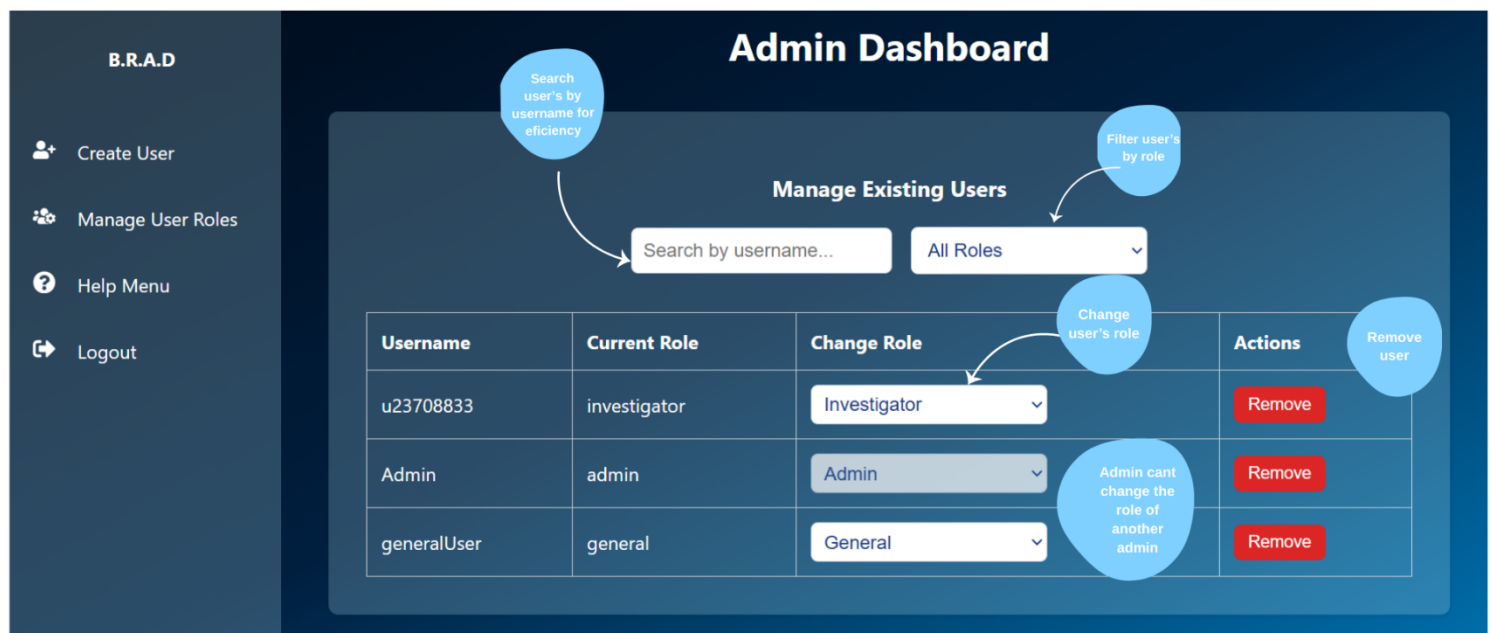 B.R.A.D
Create User
Manage User Roles
Help Menu
Logout
Admin Dashboard
Search
user's by
username for
eficiency
Filter user's
by role
Manage Existing Users
Search by username...
All Roles
Change
user's role
Remove
user
Username Current Role Change Role Actions
u23708833 investigator Investigator Remove
Admin admin Admin Remove
Admin cant
change the
role of
another
admin
generalUser general General Remove